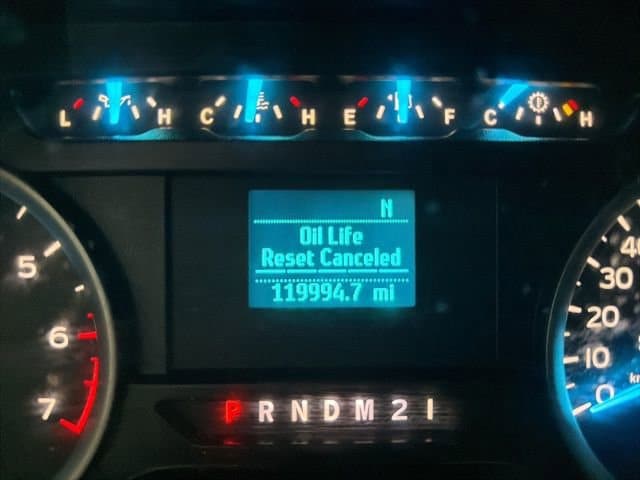 L H C H E F C H
N
Oil Life
Reset Canceled
119994.7 mi
5
6
7
40
30
20
10
0
P R N D M 2 1